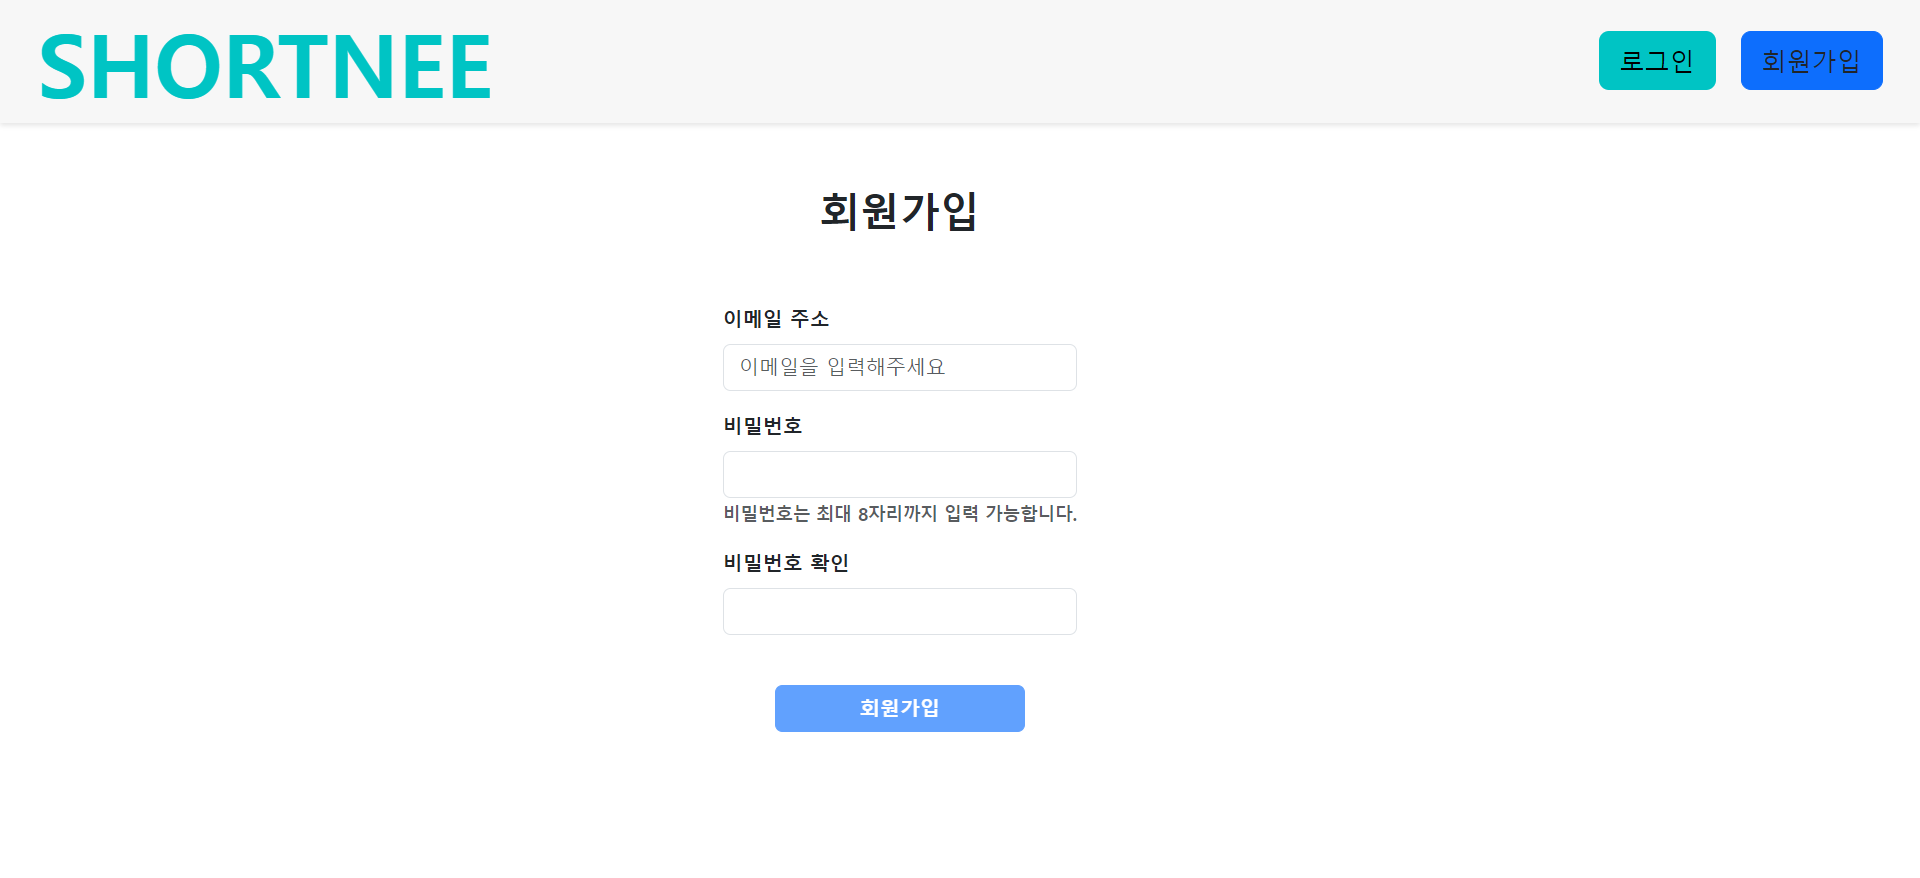 SHORTNEE
로그인
회원가입
회원가입
이메일 주소
이메일을 입력해주세요
비밀번호
비밀번호는 최대 8자리까지 입력 가능합니다.
비밀번호 확인
회원가입